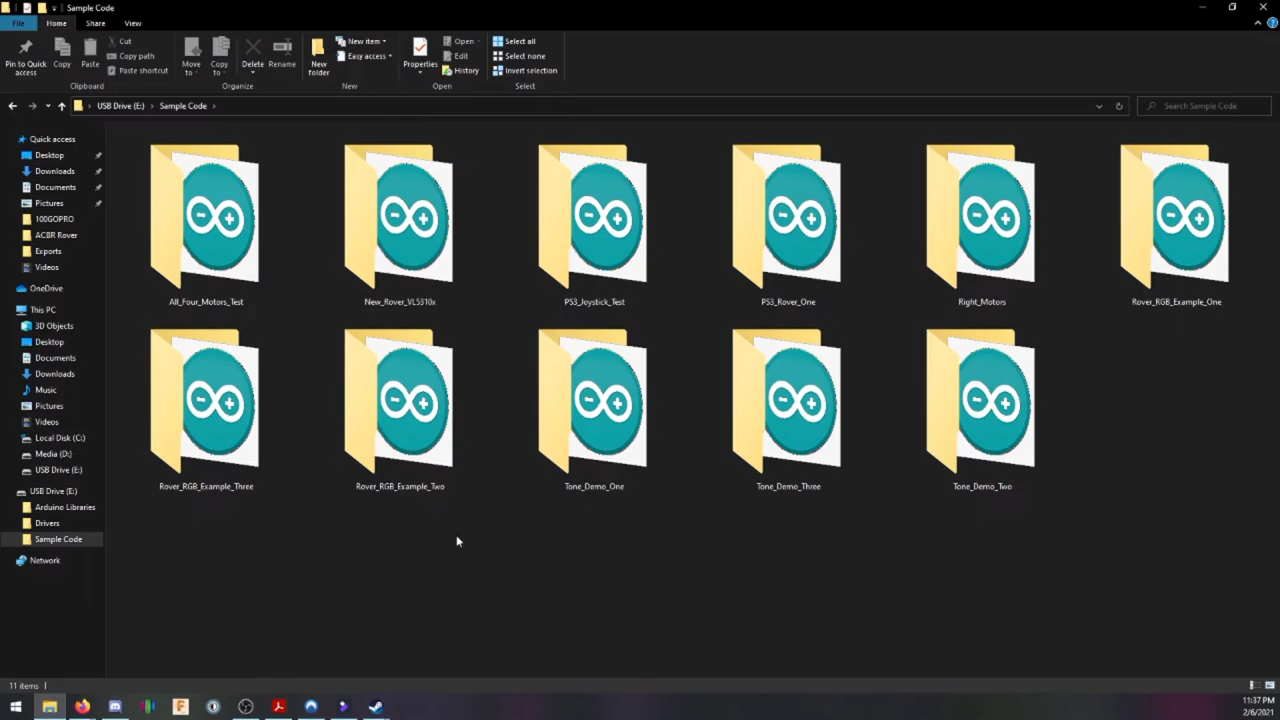 Sample Code
File
Home
Share
View
Pin to Quick access
Copy
Paste
Cut
Copy path
Paste shortcut
Clipboard
Move to
Copy to
Delete
Rename
Organize
New folder
New item
Easy access
New
Properties
Open
Edit
History
Open
Select all
Select none
Invert selection
Select
USB Drive (E:)
Sample Code
Search Sample Code
Quick access
Desktop
Downloads
Documents
Pictures
100GOPRO
ACBR Rover
Exports
Videos
OneDrive
This PC
3D Objects
Desktop
Documents
Downloads
Music
Pictures
Videos
Local Disk (C:)
Media (D:)
USB Drive (E:)
USB Drive (E:)
Arduino Libraries
Drivers
Sample Code
Network
All_Four_Motors_Test
New_Rover_VL5310x
PS3_Joystick_Test
PS3_Rover_One
Right_Motors
Rover_RGB_Example_One
Rover_RGB_Example_Three
Rover_RGB_Example_Two
Tone_Demo_One
Tone_Demo_Three
Tone_Demo_Two
11 items
11:37 PM
2/6/2021